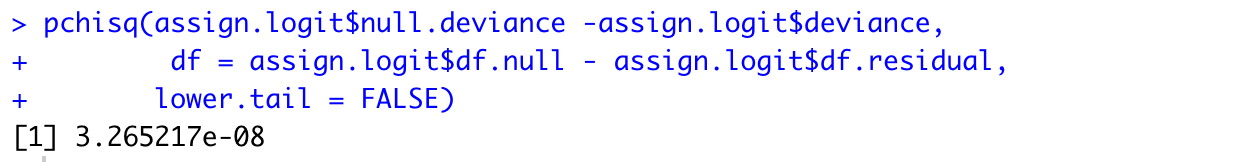 > pchisq(assign.logit$null.deviance -assign.logit$deviance,
+        df = assign.logit$df.null - assign.logit$df.residual,
+       lower.tail = FALSE)
[1] 3.265217e-08